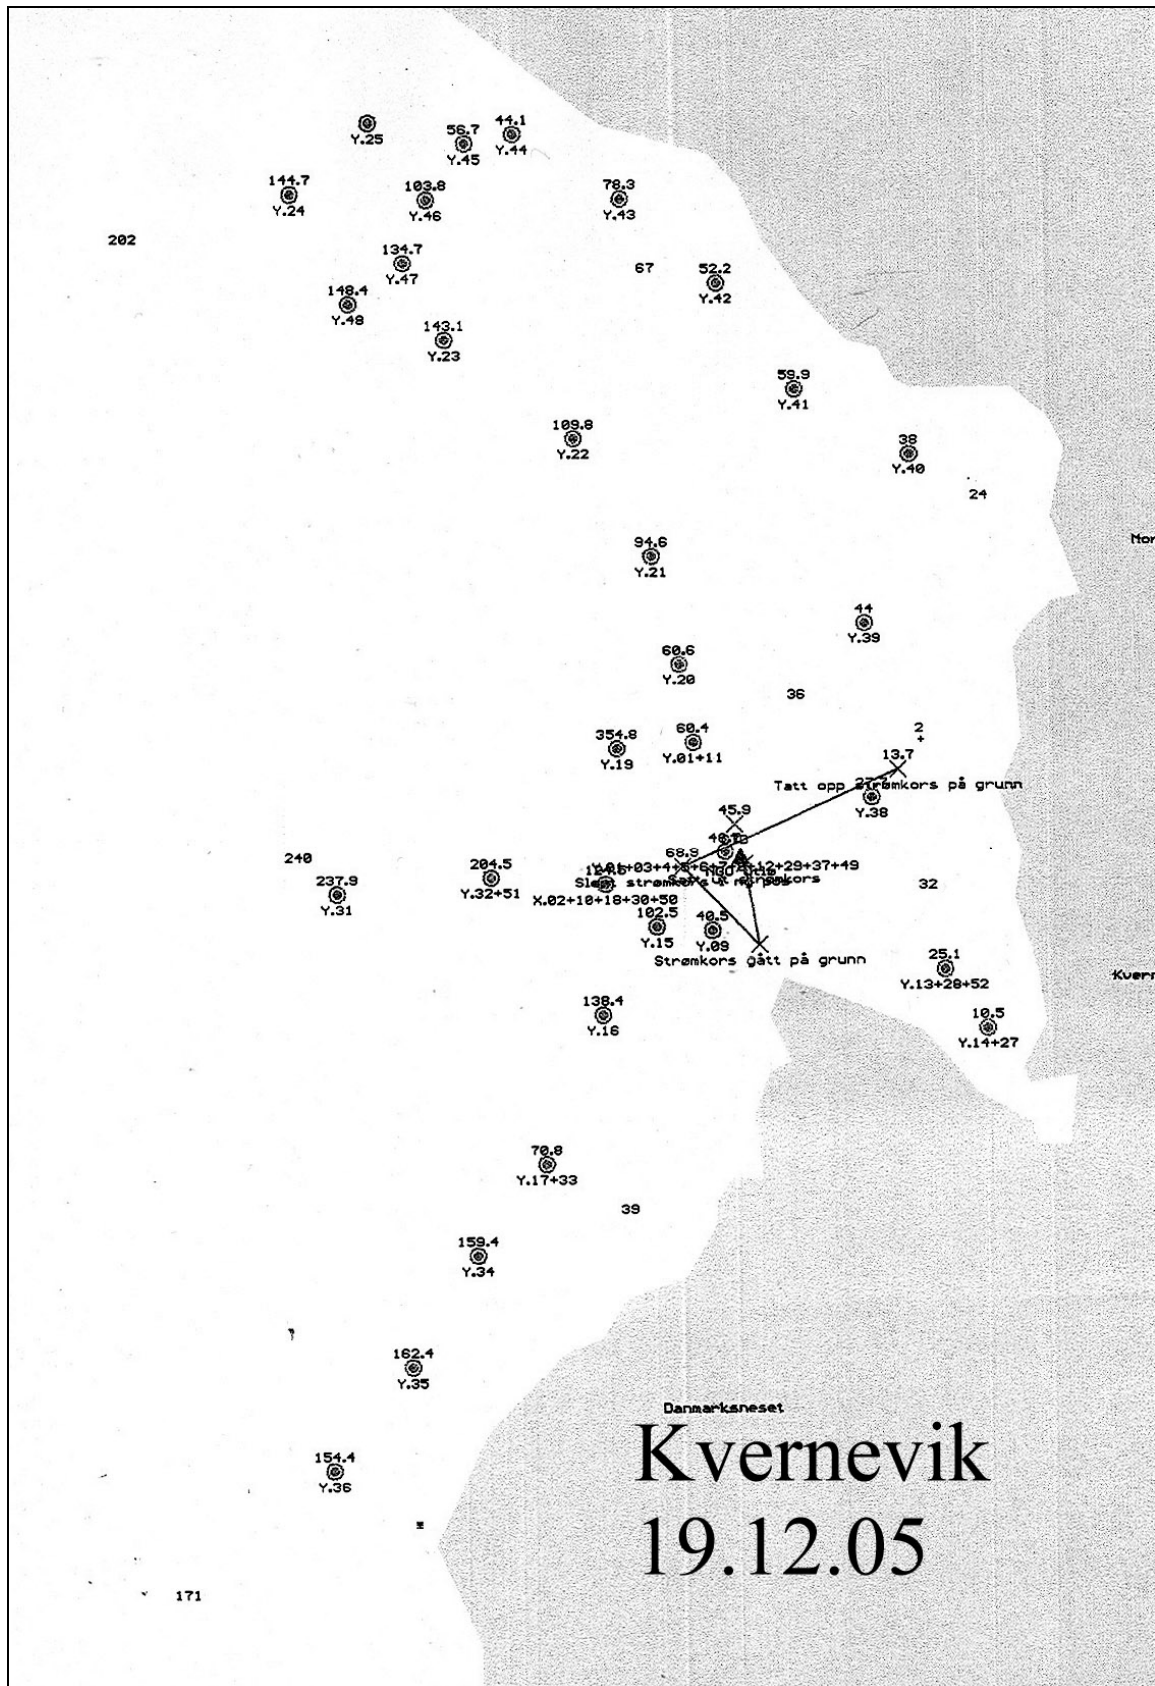 44.1
56.7
Y.25
Y.44
Y.45
144.7
103.8
78.3
Y.24
Y.46
Y.43
202
134.7
67
52.2
Y.47
148.4
Y.42
Y.48
143.1
Y.23
59.9
Y.41
109.8
38
Y.22
Y.40
24
Mor
94.6
Y.21
44
Y.39
60.6
Y.20
36
354.8
60.4
2
Y.19
Y.01+11
13.7
Tatt opp strømkors på grunn
Y.38
45.9
68.9
240
204.5
237.9
Y.32+51
32
Y.31
X.02+10+18+30+50
102.5
40.5
Y.15
Y.09
Strømkors gått på grunn
25.1
Y.13+28+52
Kverr
138.4
10.5
Y.16
Y.14+27
70.8
Y.17+33
39
159.4
Y.34
162.4
Y.35
Danmarksneset
Kvernevik
154.4
Y.36
19.12.05
171